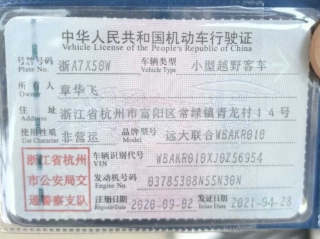 中华人民共和国机动车行驶证
Vehicle License of the People's Republic of China
号牌号码 浙A7X50W 车辆类型 小型越野客车
Plate No. Vehicle Type
所有人 章华飞
Owner
住址 浙江省杭州市富阳区常绿镇青龙村14号
Address
使用性质 非营运 品牌型号 远大联合WBAKR010
Use Character Model
浙江省杭州市公安局交通警察支队
车辆识别代号 WBAKR010XJ0Z56954
VIN
发动机号码 03785308N55N30N
Engine No.
注册日期 2020-09-02 发证日期 2021-04-28
Register Date Issue Date